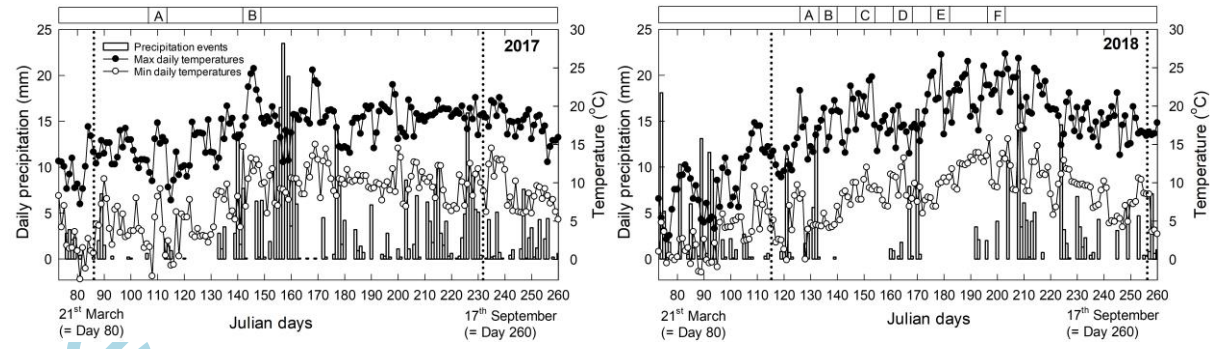 A B
A B C D E F
2017
Precipitation events
Max daily temperatures
Min daily temperatures
Daily precipitation (mm)
25
20
15
10
5
0
30
25
20
15
10
5
0
Temperature (°C)
80 90 100 110 120 130 140 150 160 170 180 190 200 210 220 230 240 250 260
21st March
(= Day 80)
Julian days
17th September
(= Day 260)
2018
Daily precipitation (mm)
25
20
15
10
5
0
30
25
20
15
10
5
0
Temperature (°C)
80 90 100 110 120 130 140 150 160 170 180 190 200 210 220 230 240 250 260
21st March
(= Day 80)
Julian days
17th September
(= Day 260)